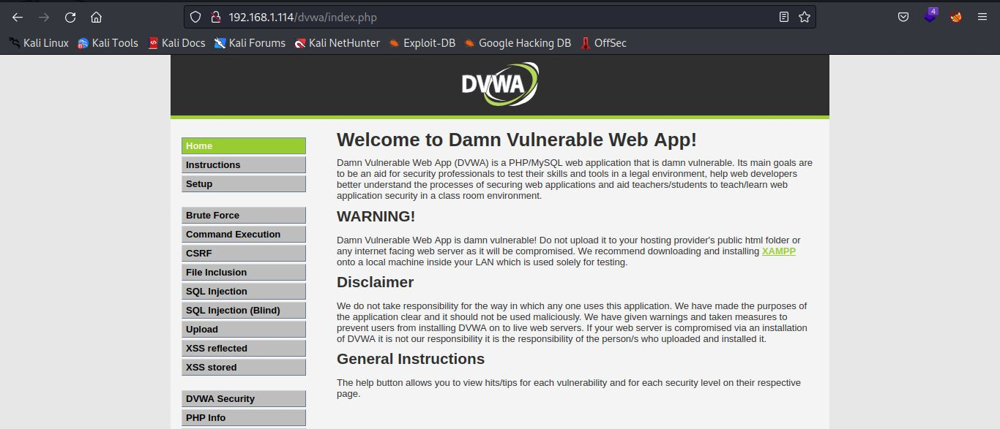 192.168.1.114/dvwa/index.php
4
Kali Linux Kali Tools Kali Docs Kali Forums Kali NetHunter Exploit-DB Google Hacking DB OffSec
DVWA
Home
Instructions
Setup
Brute Force
Command Execution
CSRF
File Inclusion
SQL Injection
SQL Injection (Blind)
Upload
XSS reflected
XSS stored
DVWA Security
PHP Info
Welcome to Damn Vulnerable Web App!
Damn Vulnerable Web App (DVWA) is a PHP/MySQL web application that is damn vulnerable. Its main goals are
to be an aid for security professionals to test their skills and tools in a legal environment, help web developers
better understand the processes of securing web applications and aid teachers/students to teach/learn web
application security in a class room environment.
WARNING!
Damn Vulnerable Web App is damn vulnerable! Do not upload it to your hosting provider's public html folder or
any internet facing web server as it will be compromised. We recommend downloading and installing XAMPP
onto a local machine inside your LAN which is used solely for testing.
Disclaimer
We do not take responsibility for the way in which any one uses this application. We have made the purposes of
the application clear and it should not be used maliciously. We have given warnings and taken measures to
prevent users from installing DVWA on to live web servers. If your web server is compromised via an installation
of DVWA it is not our responsibility it is the responsibility of the person/s who uploaded and installed it.
General Instructions
The help button allows you to view hits/tips for each vulnerability and for each security level on their respective
page.